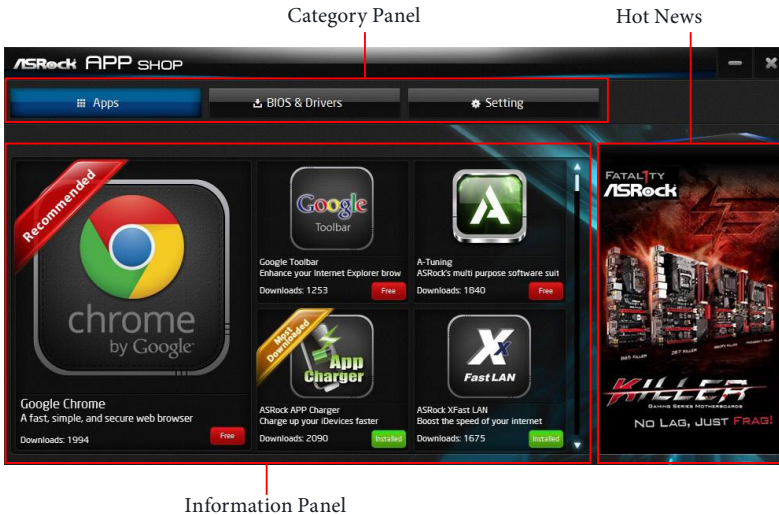 Category Panel
Hot News
ASRock APP SHOP
Apps
BIOS & Drivers
Setting
Recommended
chrome
by Google
Google Chrome
A fast, simple, and secure web browser
Downloads: 1994
Free
Google
Toolbar
Google Toolbar
Enhance your Internet Explorer brow
Downloads: 1253
Free
A-Tuning
ASRock's multi purpose software suit
Downloads: 1840
Free
Most
Downloaded
App
Charger
ASRock APP Charger
Charge up your iDevices faster
Downloads: 2090
Installed
Fast LAN
ASRock XFast LAN
Boost the speed of your internet
Downloads: 1675
Installed
FATAL1TY
ASRock
KILLER
GAMING SERIES MOTHERBOARDS
NO LAG, JUST FRAG!
Information Panel